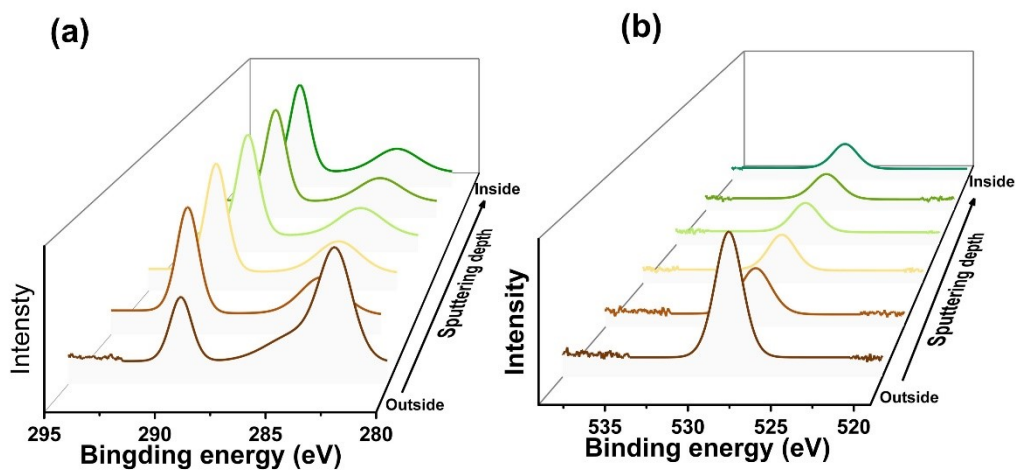 (a)
Intensty
Inside
Sputtering depth
Outside
295
290
285
280
Bingding energy (eV)
(b)
Intensity
Inside
Sputtering depth
Outside
535
530
525
520
Binding energy (eV)